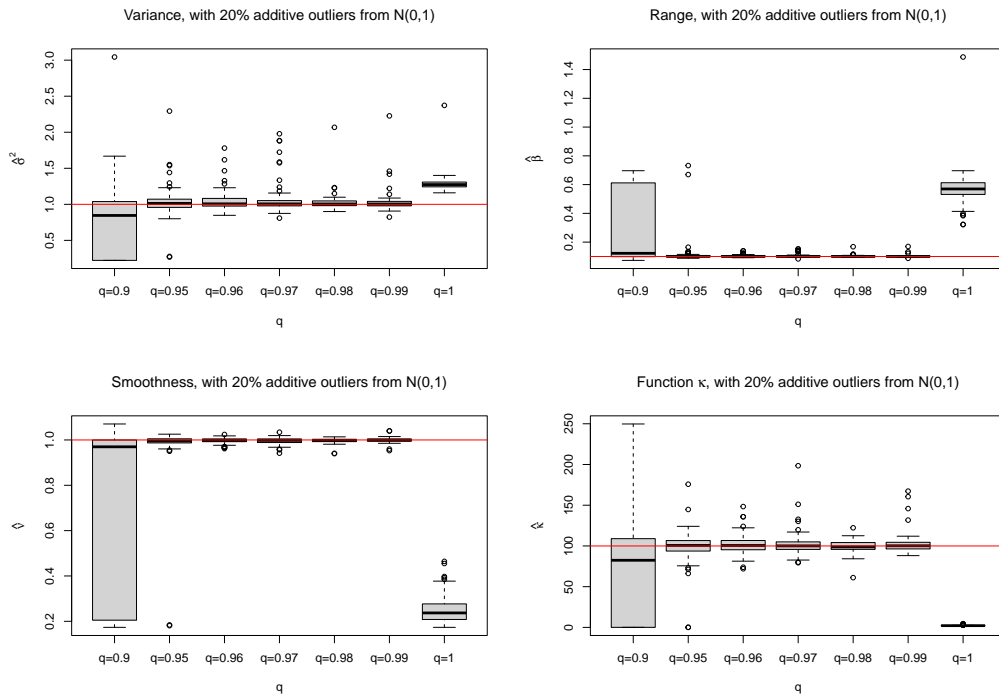 Variance, with 20% additive outliers from N(0,1)
σ̂²
3.0
2.5
2.0
1.5
1.0
0.5
q=0.9 q=0.95 q=0.96 q=0.97 q=0.98 q=0.99 q=1
q
Range, with 20% additive outliers from N(0,1)
β̂
1.4
1.2
1.0
0.8
0.6
0.4
0.2
q=0.9 q=0.95 q=0.96 q=0.97 q=0.98 q=0.99 q=1
q
Smoothness, with 20% additive outliers from N(0,1)
ν̂
1.0
0.8
0.6
0.4
0.2
q=0.9 q=0.95 q=0.96 q=0.97 q=0.98 q=0.99 q=1
q
Function κ, with 20% additive outliers from N(0,1)
κ̂
250
200
150
100
50
0
q=0.9 q=0.95 q=0.96 q=0.97 q=0.98 q=0.99 q=1
q